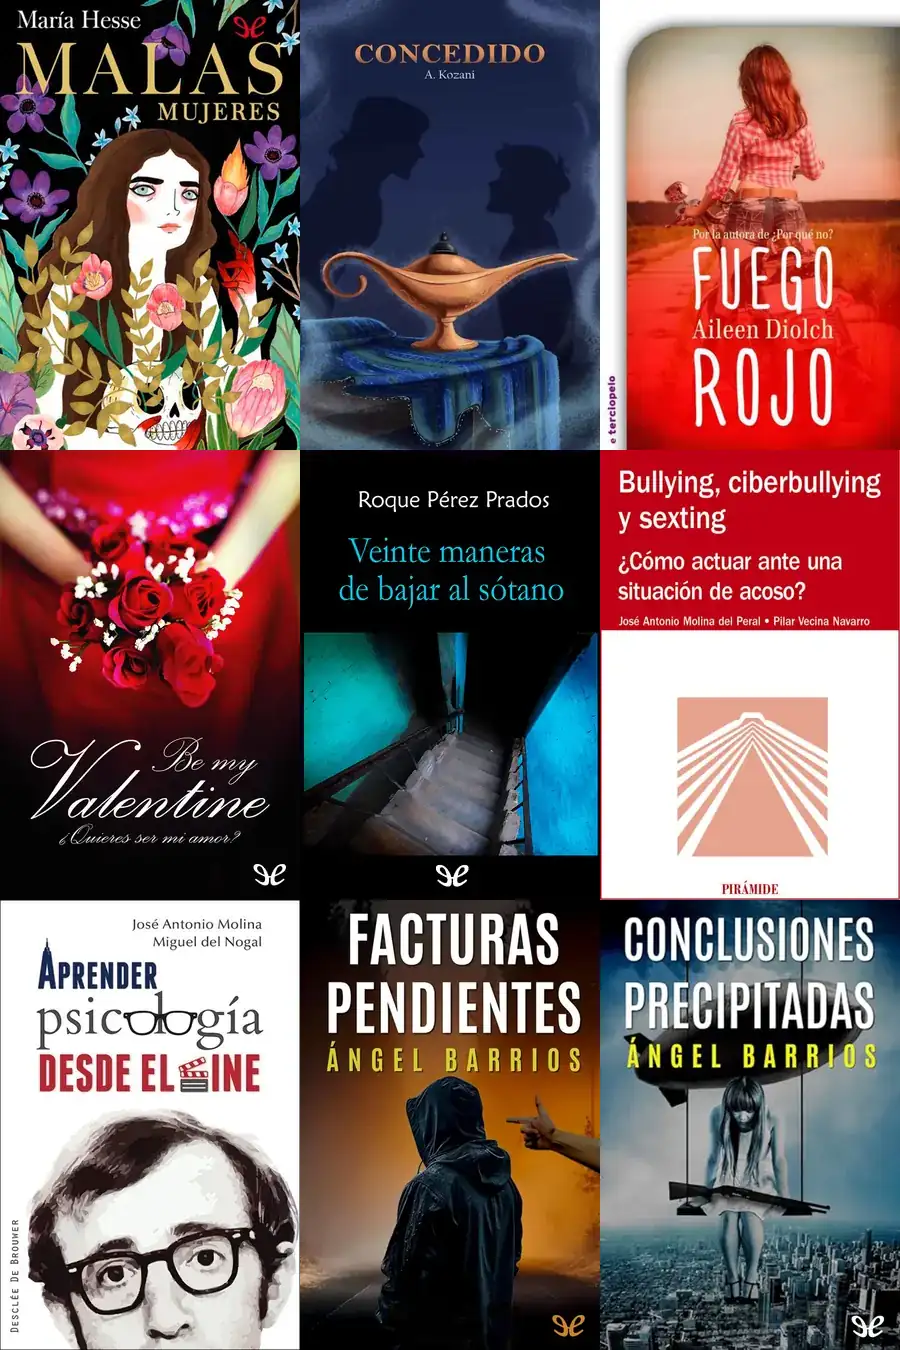 María Hesse
MALAS
MUJERES
CONCEDIDO
A. Kozani
Por la autora de ¿Por qué no?
FUEGO
Aileen Diolch
ROJO
e terciopelo
Be my
Valentine
¿Quieres ser mi amor?
Roque Pérez Prados
Veinte maneras
de bajar al sótano
Bullying, ciberbullying
y sexting
¿Cómo actuar ante una
situación de acoso?
José Antonio Molina del Peral • Pilar Vecina Navarro
PIRÁMIDE
José Antonio Molina
Miguel del Nogal
APRENDER
psicología
DESDE EL CINE
DESCLÉE DE BROUWER
FACTURAS
PENDIENTES
ÁNGEL BARRIOS
CONCLUSIONES
PRECIPITADAS
ÁNGEL BARRIOS